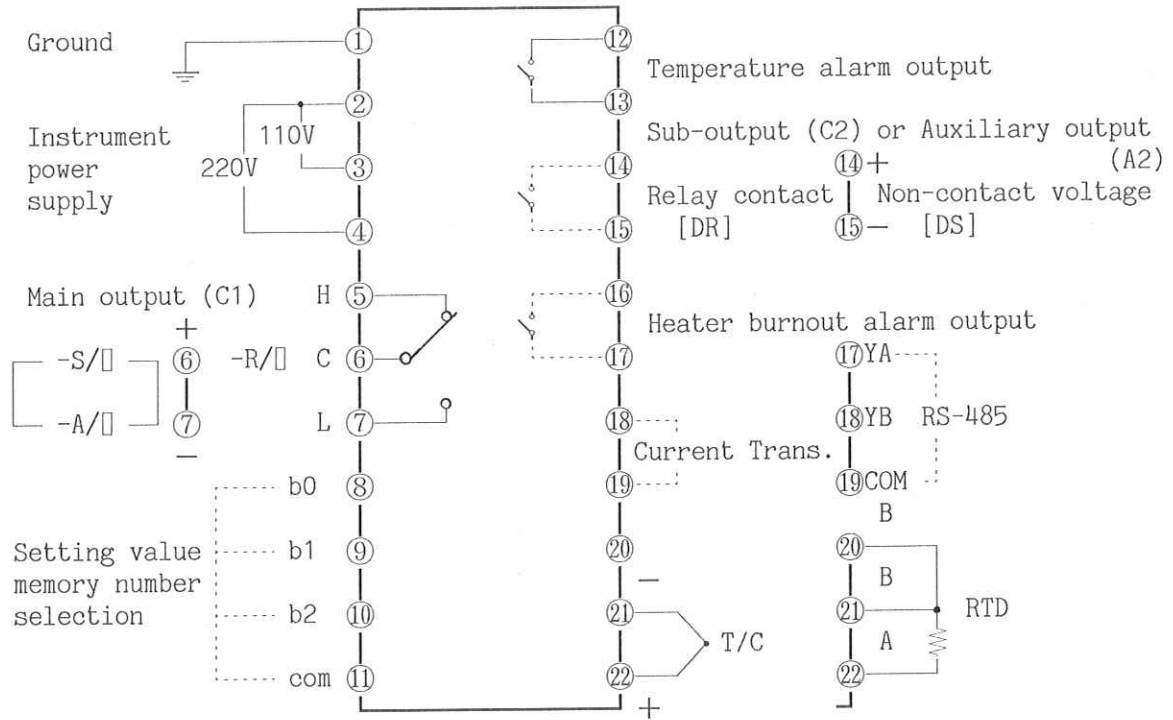 Ground
①
Instrument
power
supply
②
110V
220V
③
④
Main output (C1)
H ⑤
+
-S/▯ ⑥ -R/▯ C ⑥
-A/▯ ⑦ L ⑦
−
b0 ⑧
Setting value
memory number
selection
b1 ⑨
b2 ⑩
com ⑪
⑫
Temperature alarm output
⑬
Sub-output (C2) or Auxiliary output
(A2)
⑭ ⑭+
Relay contact Non-contact voltage
⑮ [DR] ⑮− [DS]
⑯
Heater burnout alarm output
⑰ ⑰YA
⑱ ⑱YB RS-485
Current Trans.
⑲ ⑲COM
B
⑳ ⑳
− B
㉑ ㉑ RTD
T/C A
㉒ ㉒
+